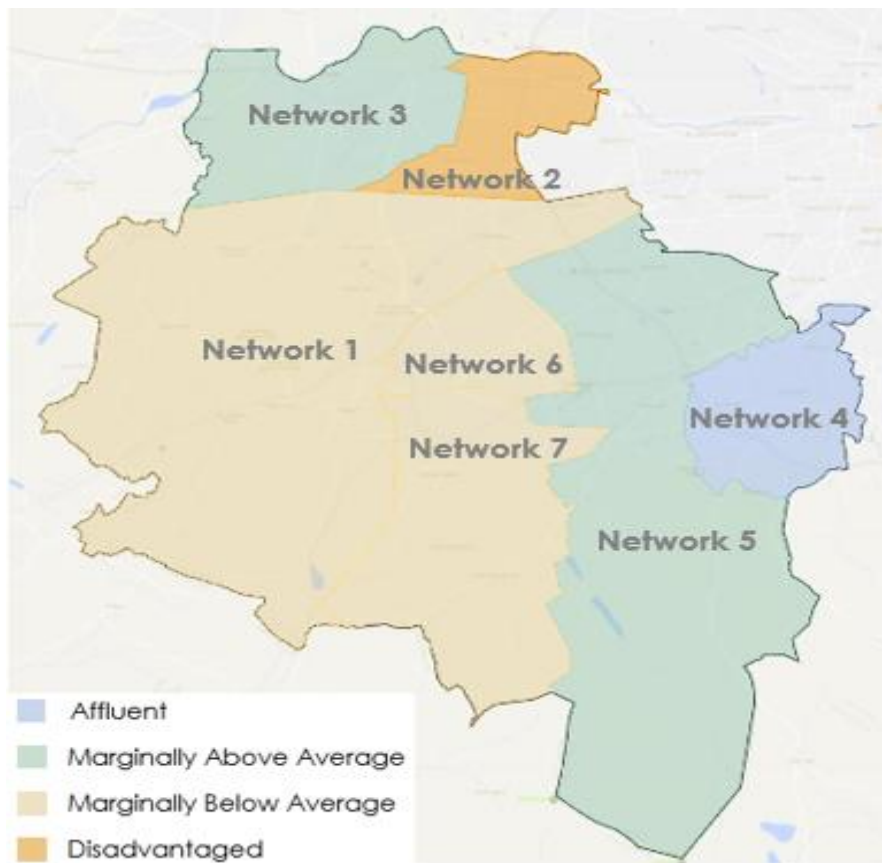 Network 3
Network 2
Network 1
Network 6
Network 4
Network 7
Network 5
Affluent
Marginally Above Average
Marginally Below Average
Disadvantaged